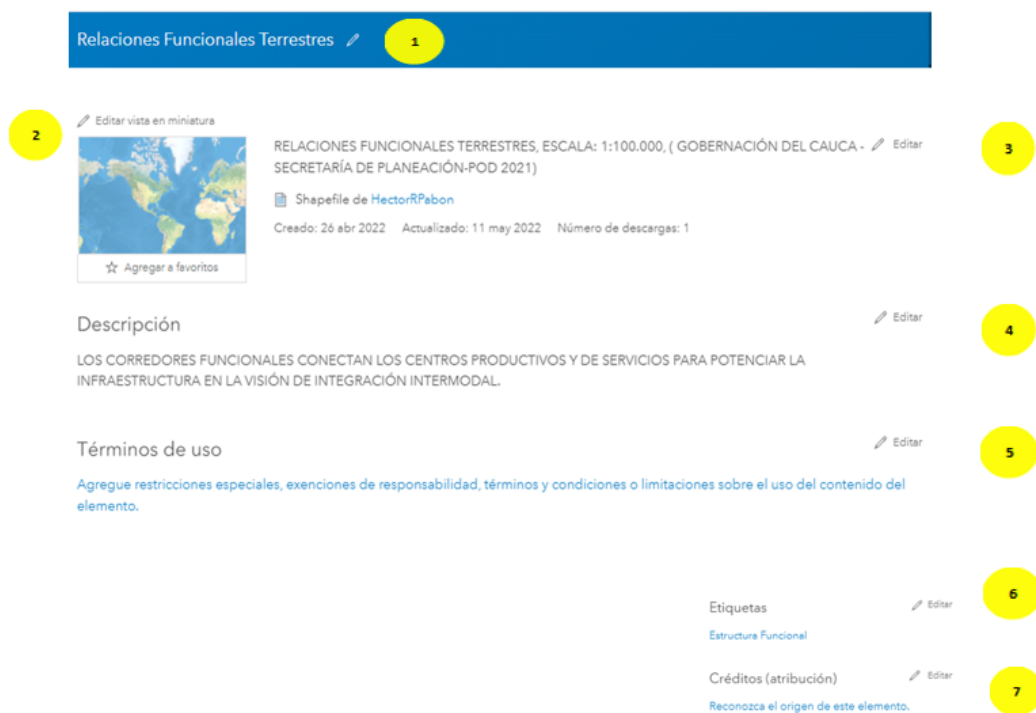 Relaciones Funcionales Terrestres
1
2
Editar vista en miniatura
RELACIONES FUNCIONALES TERRESTRES, ESCALA: 1:100.000, ( GOBERNACIÓN DEL CAUCA -
SECRETARÍA DE PLANEACIÓN-POD 2021)
Editar
3
Shapefile de HectorRPabon
Creado: 26 abr 2022 Actualizado: 11 may 2022 Número de descargas: 1
Agregar a favoritos
Descripción
Editar
4
LOS CORREDORES FUNCIONALES CONECTAN LOS CENTROS PRODUCTIVOS Y DE SERVICIOS PARA POTENCIAR LA
INFRAESTRUCTURA EN LA VISIÓN DE INTEGRACIÓN INTERMODAL.
Términos de uso
Editar
5
Agregue restricciones especiales, exenciones de responsabilidad, términos y condiciones o limitaciones sobre el uso del contenido del
elemento.
Etiquetas
Editar
6
Estructura Funcional
Créditos (atribución)
Editar
7
Reconozca el origen de este elemento.